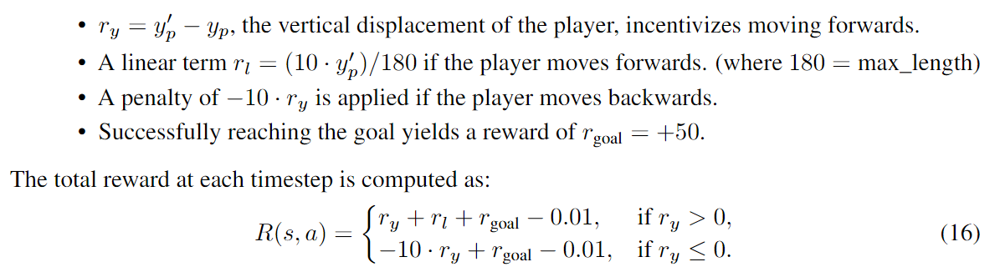 • $r_y = y'_p - y_p$, the vertical displacement of the player, incentivizes moving forwards.
• A linear term $r_l = (10 \cdot y'_p)/180$ if the player moves forwards. (where $180 = \text{max\_length}$)
• A penalty of $-10 \cdot r_y$ is applied if the player moves backwards.
• Successfully reaching the goal yields a reward of $r_{\text{goal}} = +50$.
The total reward at each timestep is computed as:
$R(s, a) = \begin{cases} r_y + r_l + r_{\text{goal}} - 0.01, & \text{if } r_y > 0, \\ -10 \cdot r_y + r_{\text{goal}} - 0.01, & \text{if } r_y \leq 0. \end{cases}$ (16)